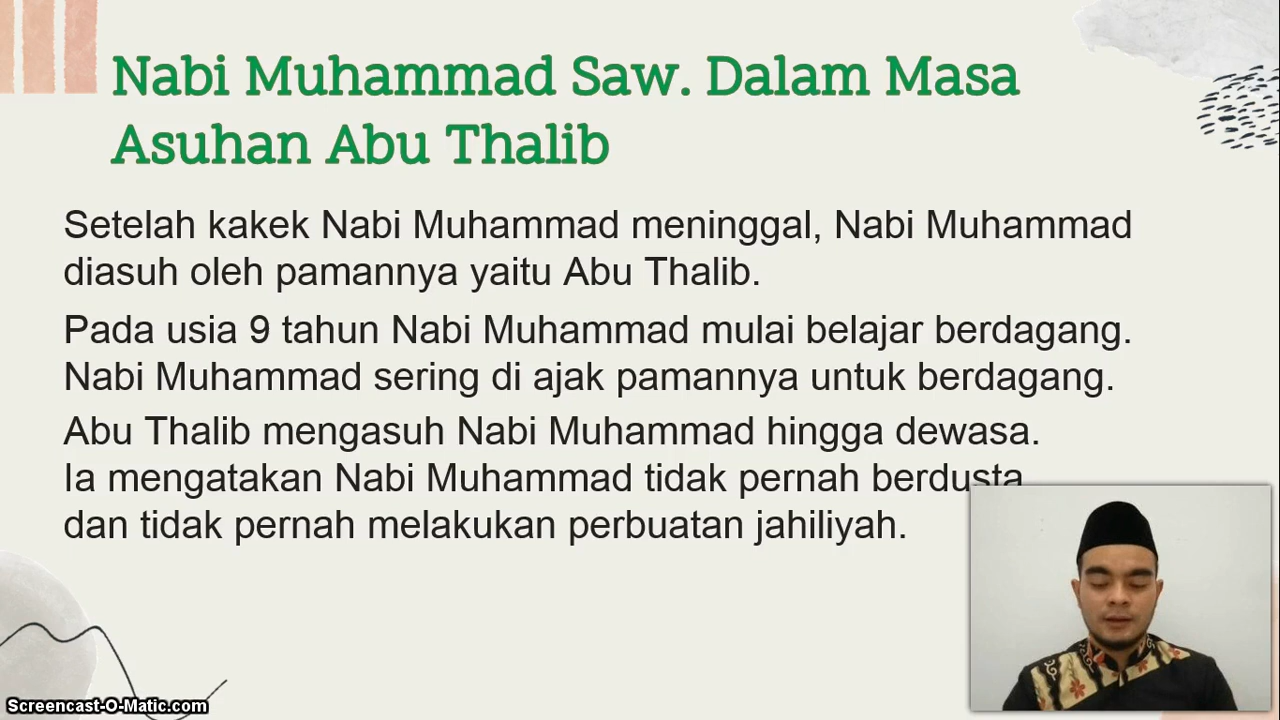 Nabi Muhammad Saw. Dalam Masa
Asuhan Abu Thalib
Setelah kakek Nabi Muhammad meninggal, Nabi Muhammad
diasuh oleh pamannya yaitu Abu Thalib.
Pada usia 9 tahun Nabi Muhammad mulai belajar berdagang.
Nabi Muhammad sering di ajak pamannya untuk berdagang.
Abu Thalib mengasuh Nabi Muhammad hingga dewasa.
Ia mengatakan Nabi Muhammad tidak pernah berdusta
dan tidak pernah melakukan perbuatan jahiliyah.
Screencast-O-Matic.com